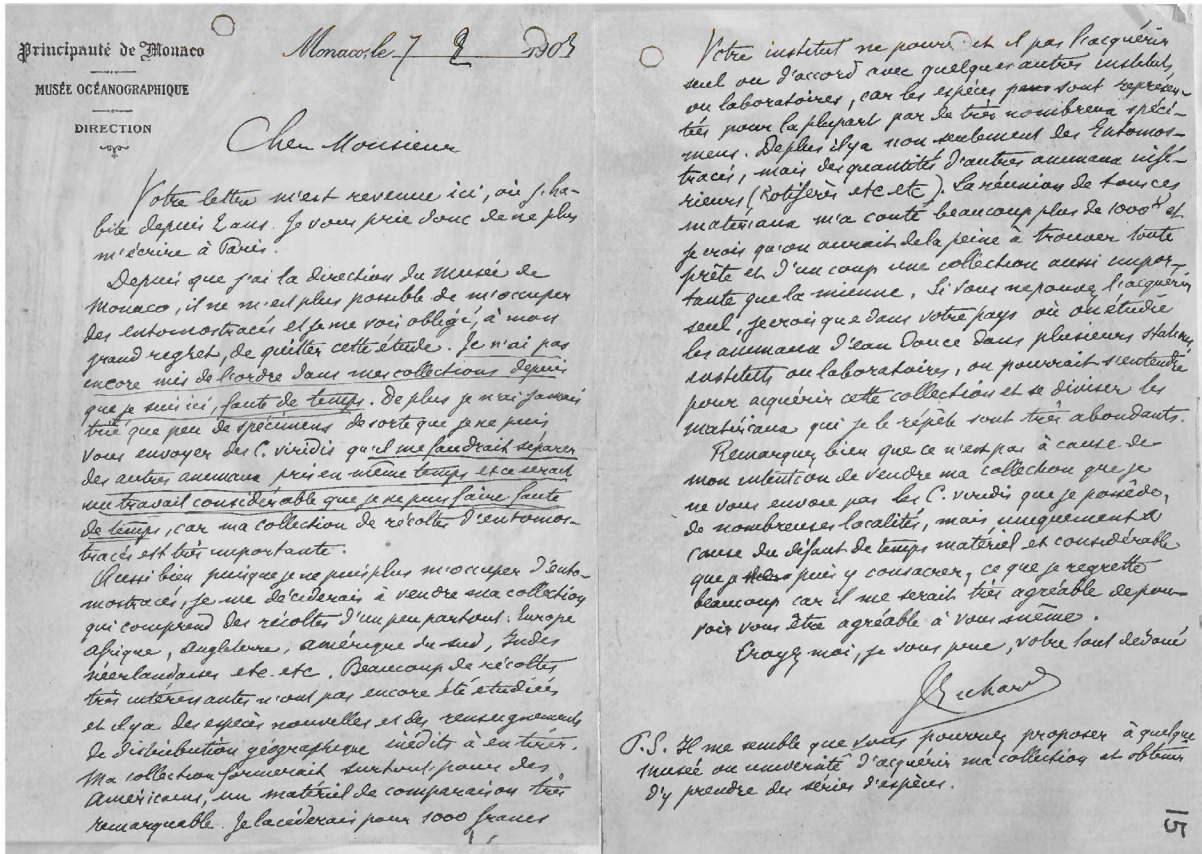 Principauté de Monaco
MUSÉE OCÉANOGRAPHIQUE
DIRECTION
Monaco, le 7 2 1903
Cher Monsieur
Votre lettre m'est revenue ici, où j'ha-
bite depuis 2 ans. Je vous prie donc de ne plus
m'écrire à Paris.
Depuis que j'ai la direction du Musée de
Monaco, il ne m'est plus possible de m'occuper
des entomostracés et je me vois obligé, à mon
grand regret, de quitter cette étude. Je n'ai pas
encore mis de l'ordre dans mes collections depuis
que je suis ici, faute de temps. De plus je n'ai jamais
trié que peu de spécimens de sorte que je ne puis
vous envoyer des C. viridis qu'il me faudrait séparer
des autres animaux pris en même temps et ce serait
un travail considérable que je ne puis faire faute
de temps, car ma collection de récoltes d'entomos-
tracés est très importante.
Aussi bien puisque je ne puis plus m'occuper d'ento-
mostracés, je me déciderais à vendre ma collection
qui comprend des récoltes d'un peu partout: Europe
Afrique, Angleterre, Amérique du sud, Indes
néerlandaises etc. etc. Beaucoup de récoltes
très intéressantes n'ont pas encore été étudiées
et il y a des espèces nouvelles et des renseignements
de distribution géographique inédits à en tirer.
Ma collection formerait surtout pour des
Américains, un matériel de comparaison très
remarquable. Je la céderais pour 1000 francs
Votre institut ne pourrait il pas l'acquérir
seul ou d'accord avec quelques autres instituts
ou laboratoires, car les espèces sont représen-
tées pour la plupart par de très nombreux spéci-
mens. De plus il y a non seulement des Entomos-
tracés, mais des quantités d'autres animaux infé-
rieurs (Rotifères etc etc). La réunion de tous ces
matériaux m'a couté beaucoup plus de 1000 fr et
je crois qu'on aurait de la peine à trouver toute
prête et d'un coup une collection aussi impor-
tante que la mienne. Si vous ne pouvez l'acquérir
seul, je crois que dans votre pays où on étudie
les animaux d'eau douce dans plusieurs stations
instituts ou laboratoires, on pourrait s'entendre
pour acquérir cette collection et se diviser les
matériaux qui je le répète sont très abondants.
Remarquez bien que ce n'est pas à cause de
mon intention de vendre ma collection que je
ne vous envoie pas les C. viridis que je possède,
de nombreuses localités, mais uniquement à
cause du défaut de temps matériel et considérable
que je puis y consacrer, ce que je regrette
beaucoup car il me serait très agréable de pou-
voir vous être agréable à vous même.
Croyez moi, je vous prie, votre tout dévoué
J Richard
P.S. Il me semble que vous pourriez proposer à quelque
musée ou université d'acquérir ma collection et obtenir
d'y prendre des séries d'espèces.
15